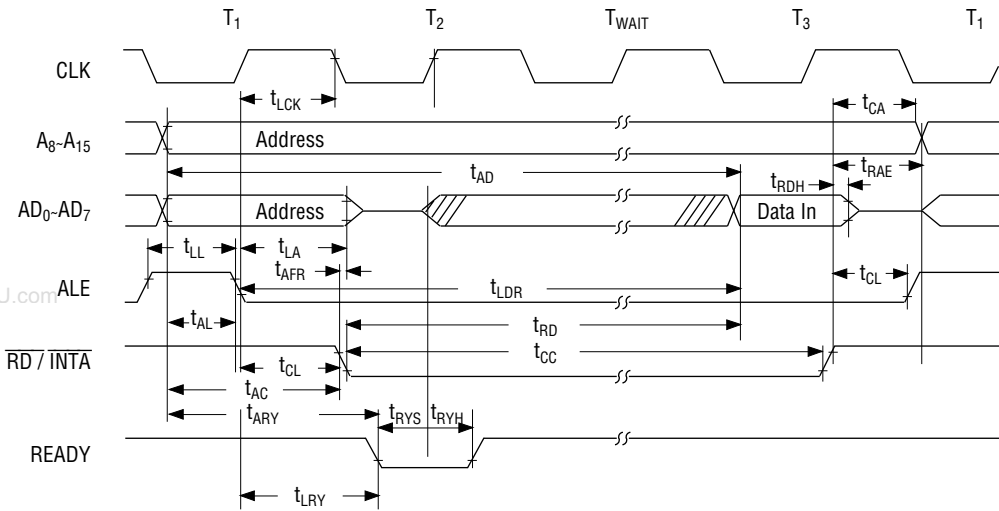 T1 T2 TWAIT T3 T1
CLK
tLCK tCA
A8~A15 Address
tAD tRDH tRAE
AD0~AD7 Address Data In
tLL tLA
tAFR tCL
U.com ALE tLDR
tAL tRD
RD / INTA tCL tCC
tAC
tARY tRYS tRYH
READY
tLRY